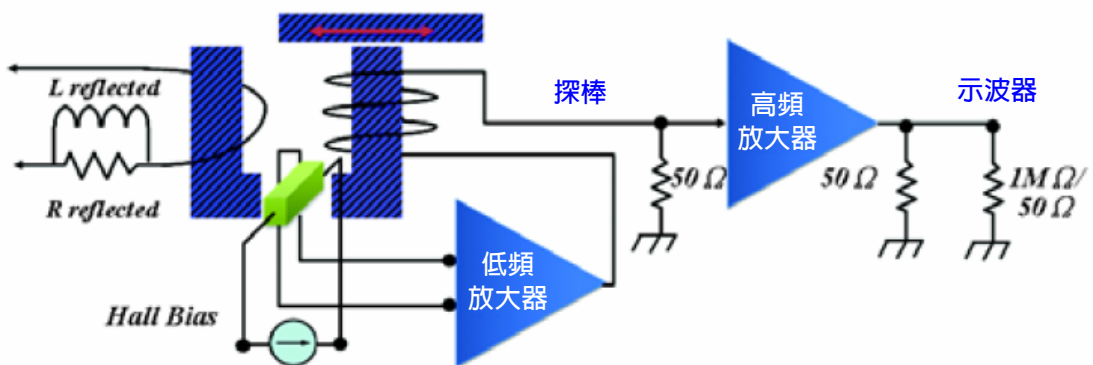 L reflected
R reflected
探棒
50 Ω
高頻
放大器
示波器
50 Ω
1M Ω/
50 Ω
低頻
放大器
Hall Bias